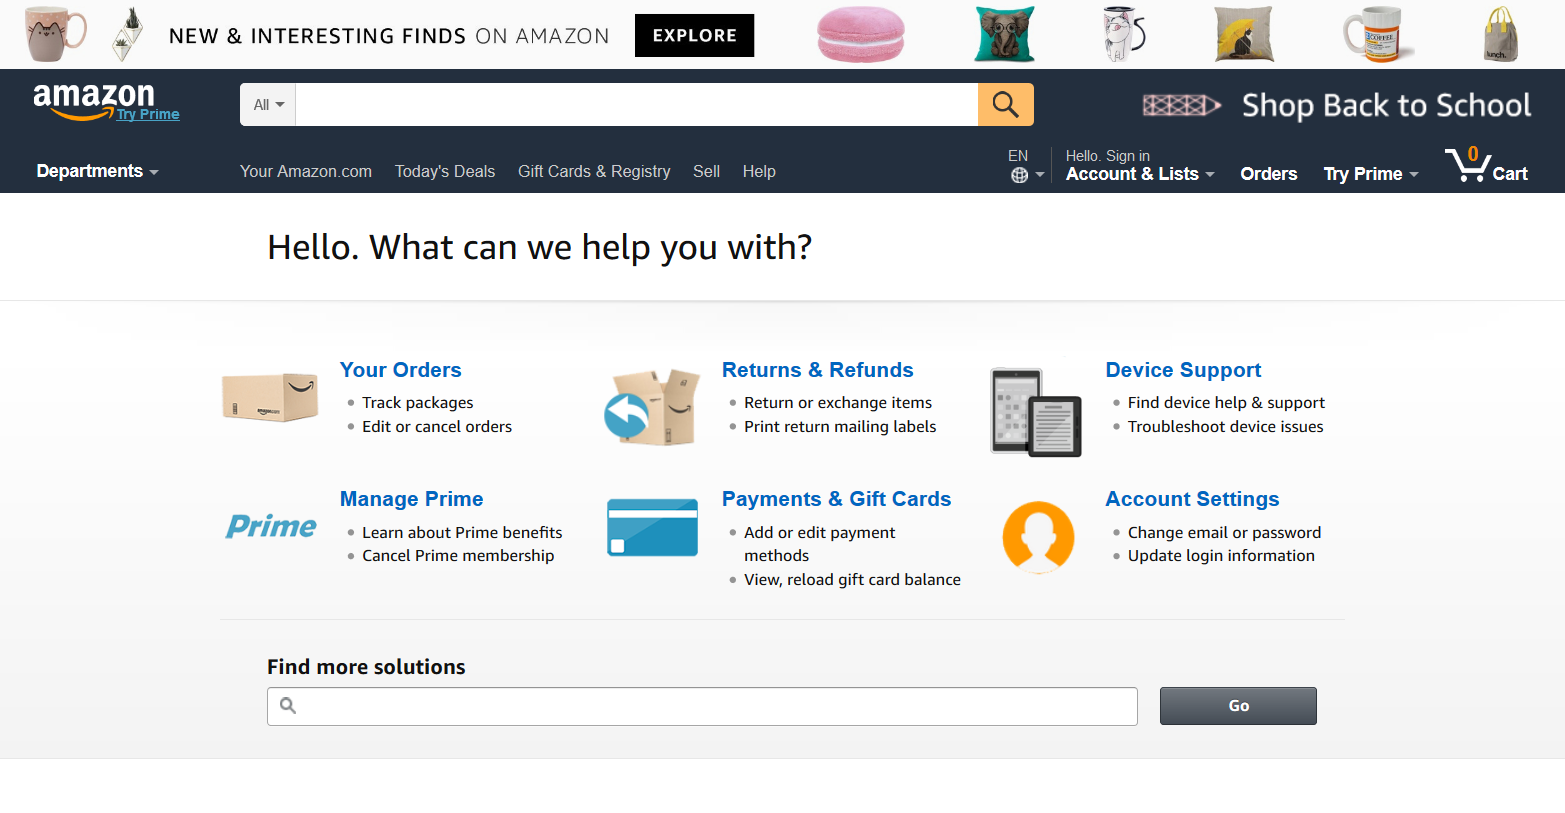 NEW & INTERESTING FINDS ON AMAZON
EXPLORE
COFFEE
lunch.
amazon
Try Prime
All
Shop Back to School
Departments
Your Amazon.com
Today's Deals
Gift Cards & Registry
Sell
Help
EN
Hello. Sign in
Account & Lists
Orders
Try Prime
0
Cart
Hello. What can we help you with?
Your Orders
Track packages
Edit or cancel orders
Returns & Refunds
Return or exchange items
Print return mailing labels
Device Support
Find device help & support
Troubleshoot device issues
Prime
Manage Prime
Learn about Prime benefits
Cancel Prime membership
Payments & Gift Cards
Add or edit payment
methods
View, reload gift card balance
Account Settings
Change email or password
Update login information
Find more solutions
Go